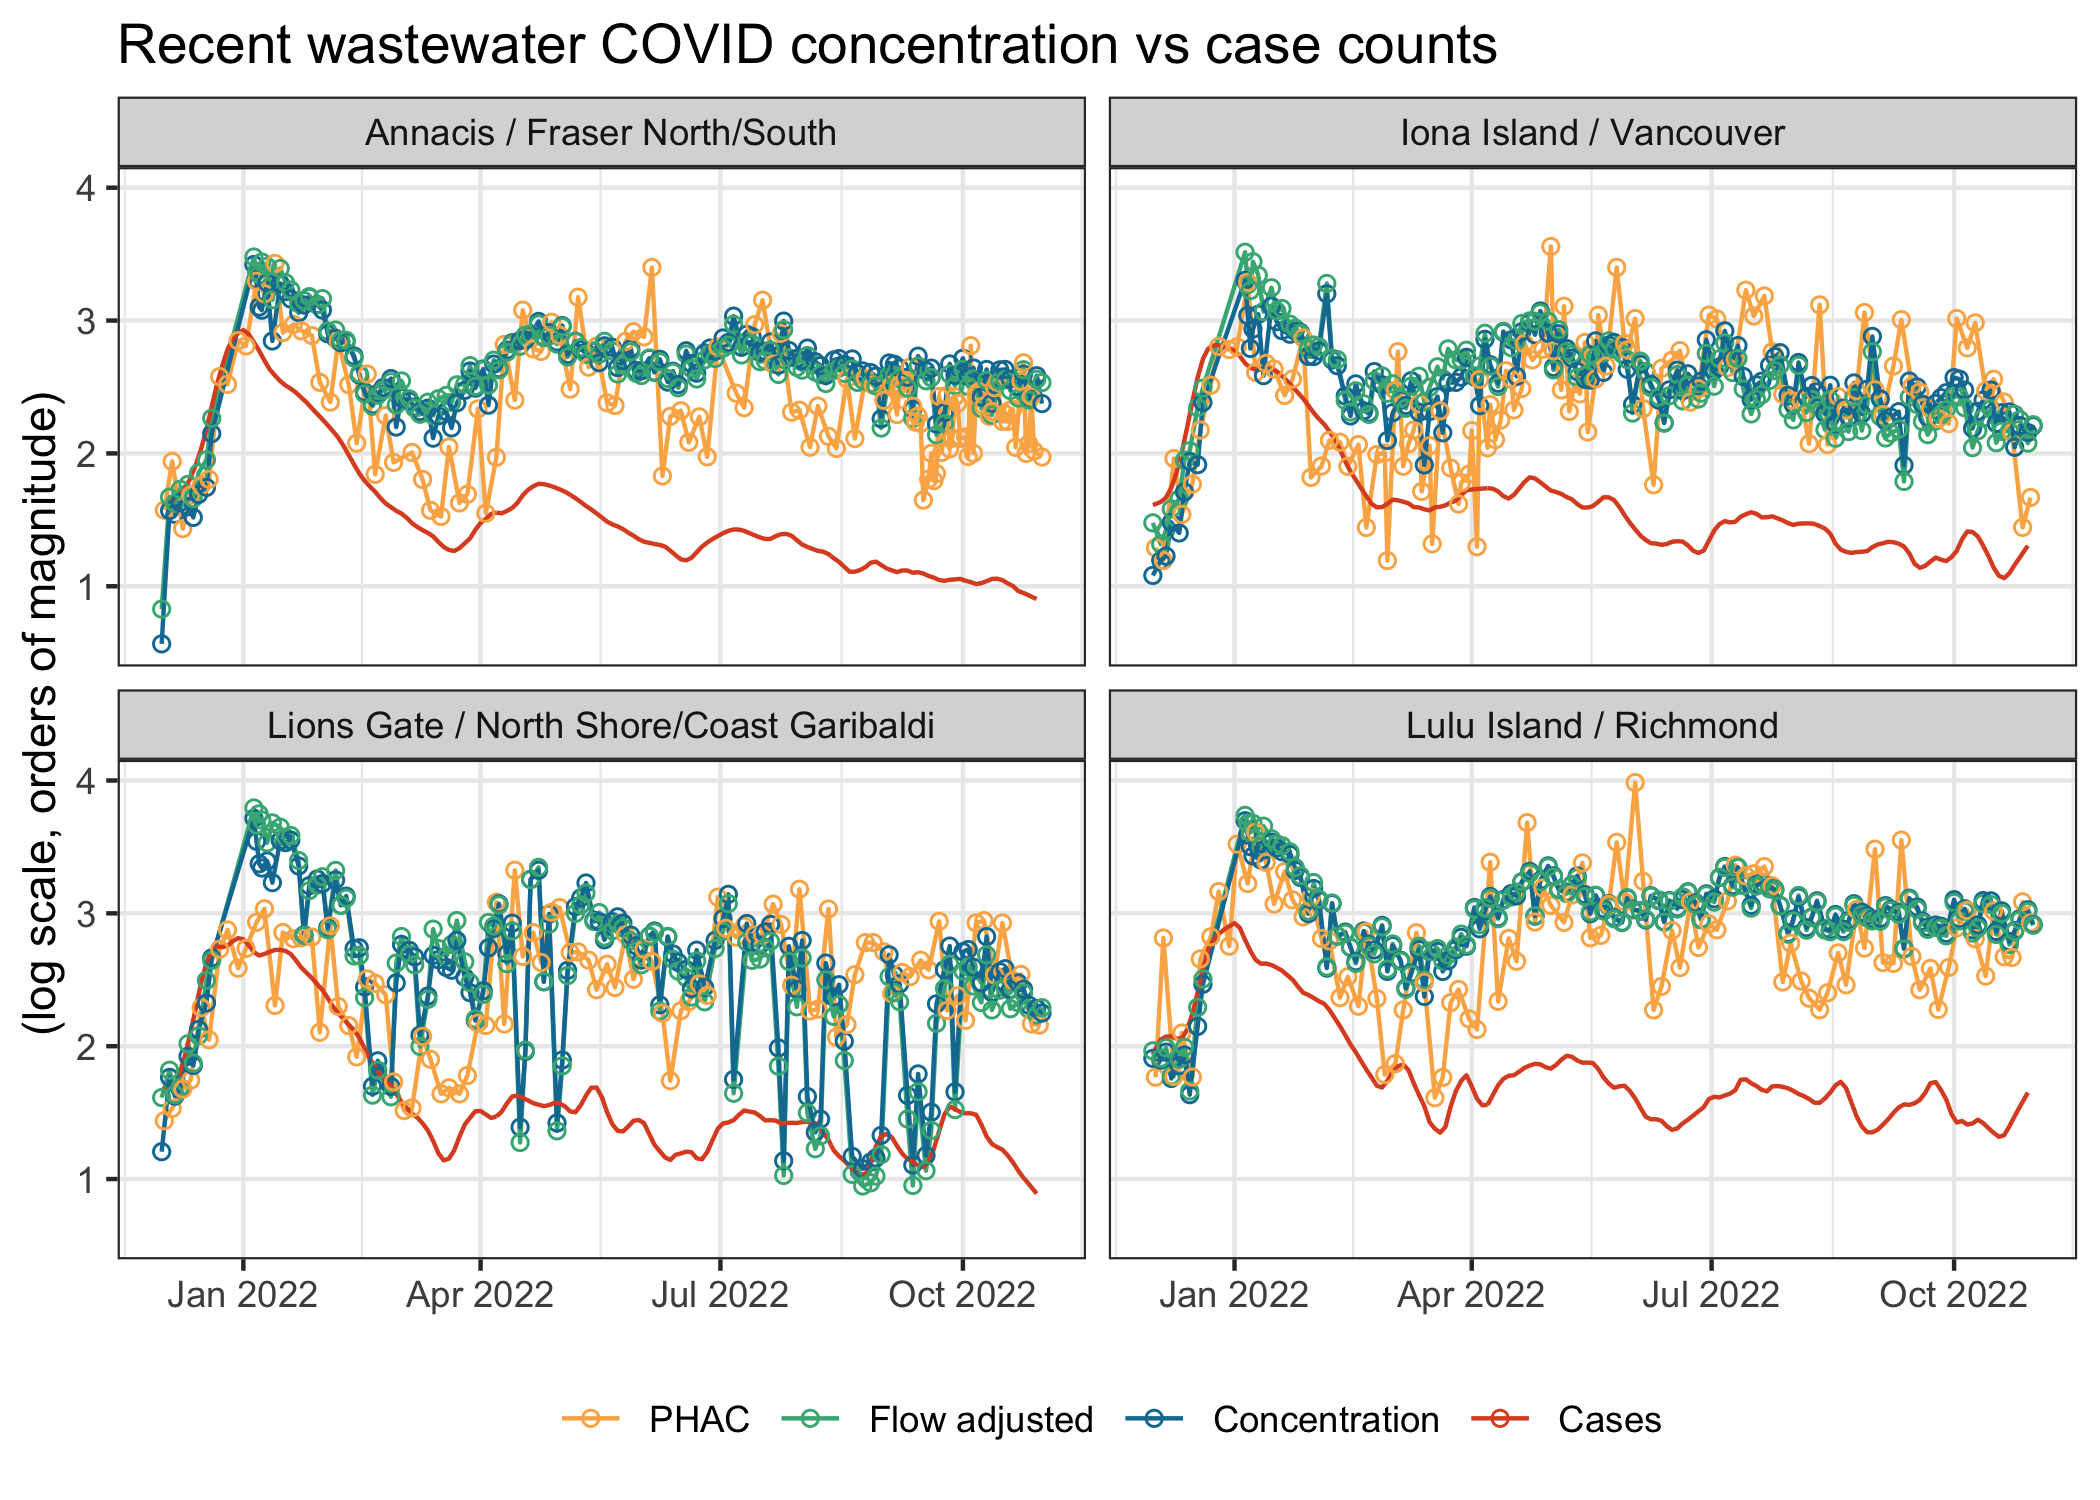 Recent wastewater COVID concentration vs case counts
(log scale, orders of magnitude)
Annacis / Fraser North/South
Iona Island / Vancouver
4
3
2
1
Lions Gate / North Shore/Coast Garibaldi
Lulu Island / Richmond
4
3
2
1
Jan 2022 Apr 2022 Jul 2022 Oct 2022
Jan 2022 Apr 2022 Jul 2022 Oct 2022
PHAC Flow adjusted Concentration Cases